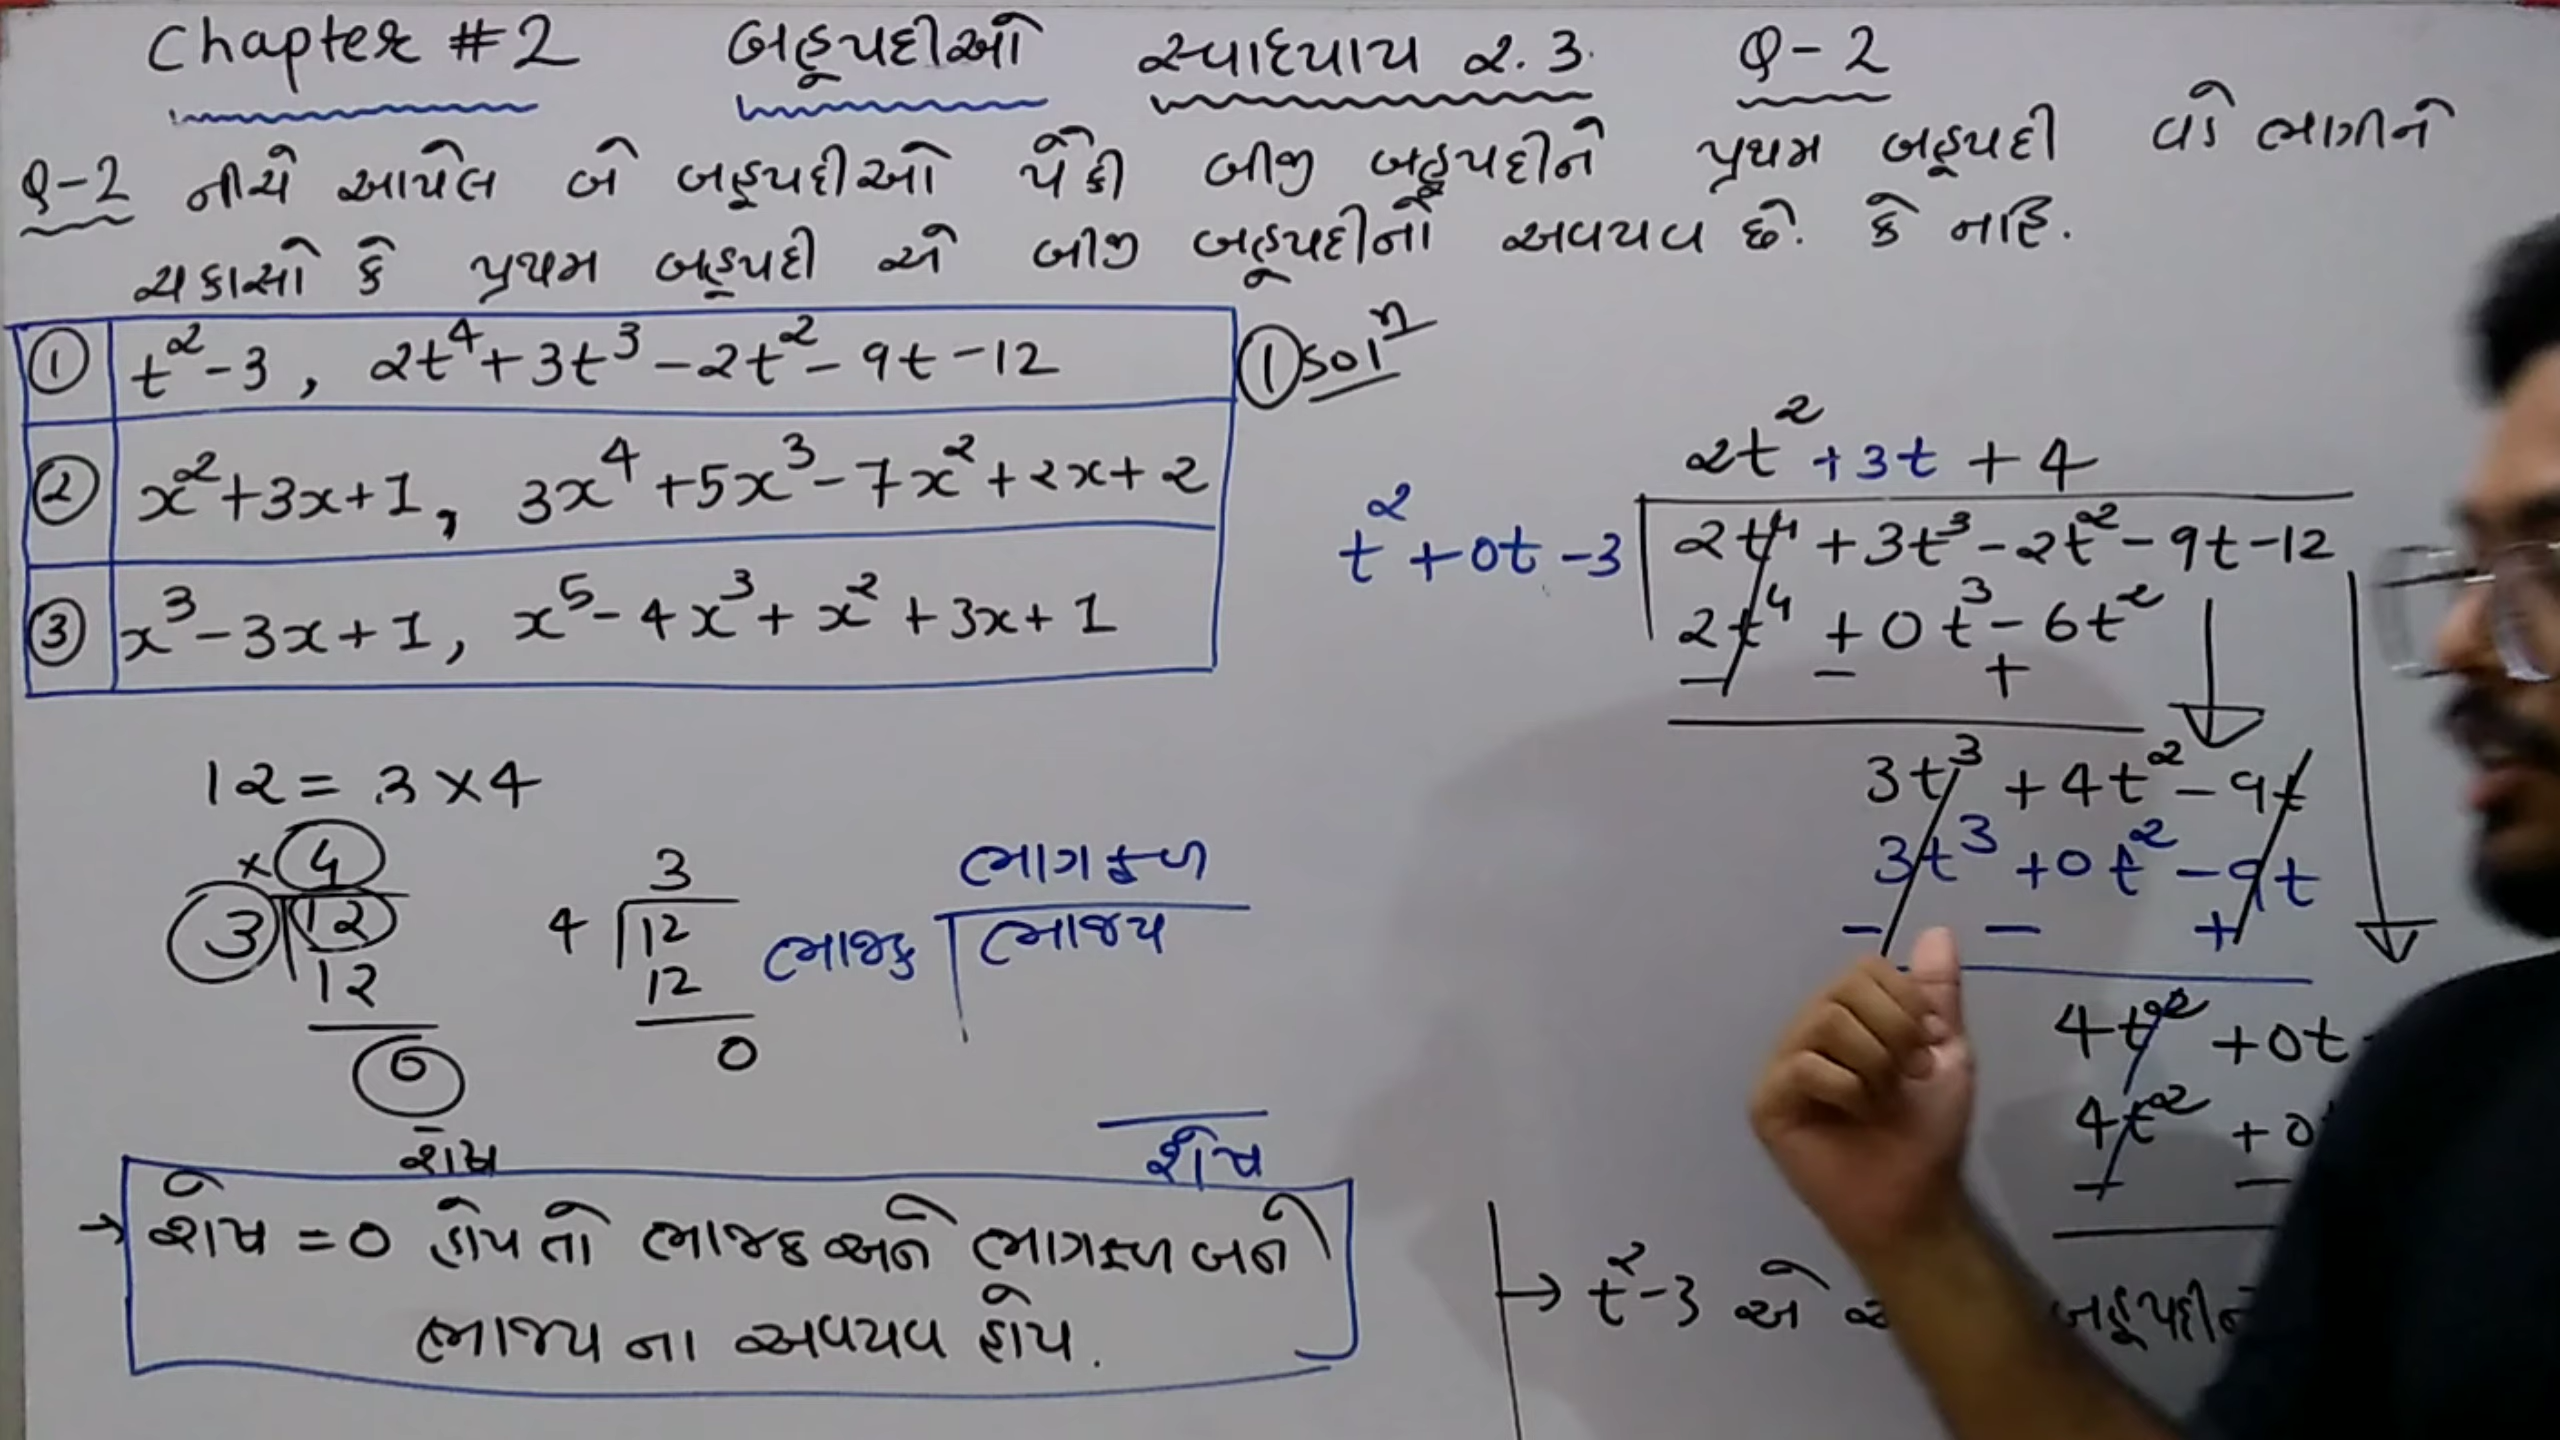 Chapter #2 બહૂપદીઓ સ્વાધ્યાય ૨.3. Q-2
Q-2 નીચે આપેલ બે બહૂપદીઓ પૈકી બીજી બહૂપદીને પ્રથમ બહૂપદી વડે ભાગીને
ચકાસો કે પ્રથમ બહૂપદી એ બીજી બહૂપદીનો અવયવ છે. કે નહિ.
① t²-3, 2t⁴+3t³-2t²-9t-12
② x²+3x+1, 3x⁴+5x³-7x²+2x+2
③ x³-3x+1, x⁵-4x³+x²+3x+1
12 = 3×4
×4
3 12
12
0
શેષ
3
4 12
12
0
ભાગફળ
ભાજક ભાજ્ય
શેષ
→ શેષ = 0 હોય તો ભાજક અને ભાગફળ બને
ભાજ્ય ના અવયવ હોય.
① Solⁿ
2t²+3t+4
t²+0t-3 2t⁴+3t³-2t²-9t-12
2t⁴+0t³-6t²
- - +
3t³+4t²-9t
3t³+0t²-9t
- - +
4t²+0t
4t²+0
- -
→ t²-3 એ